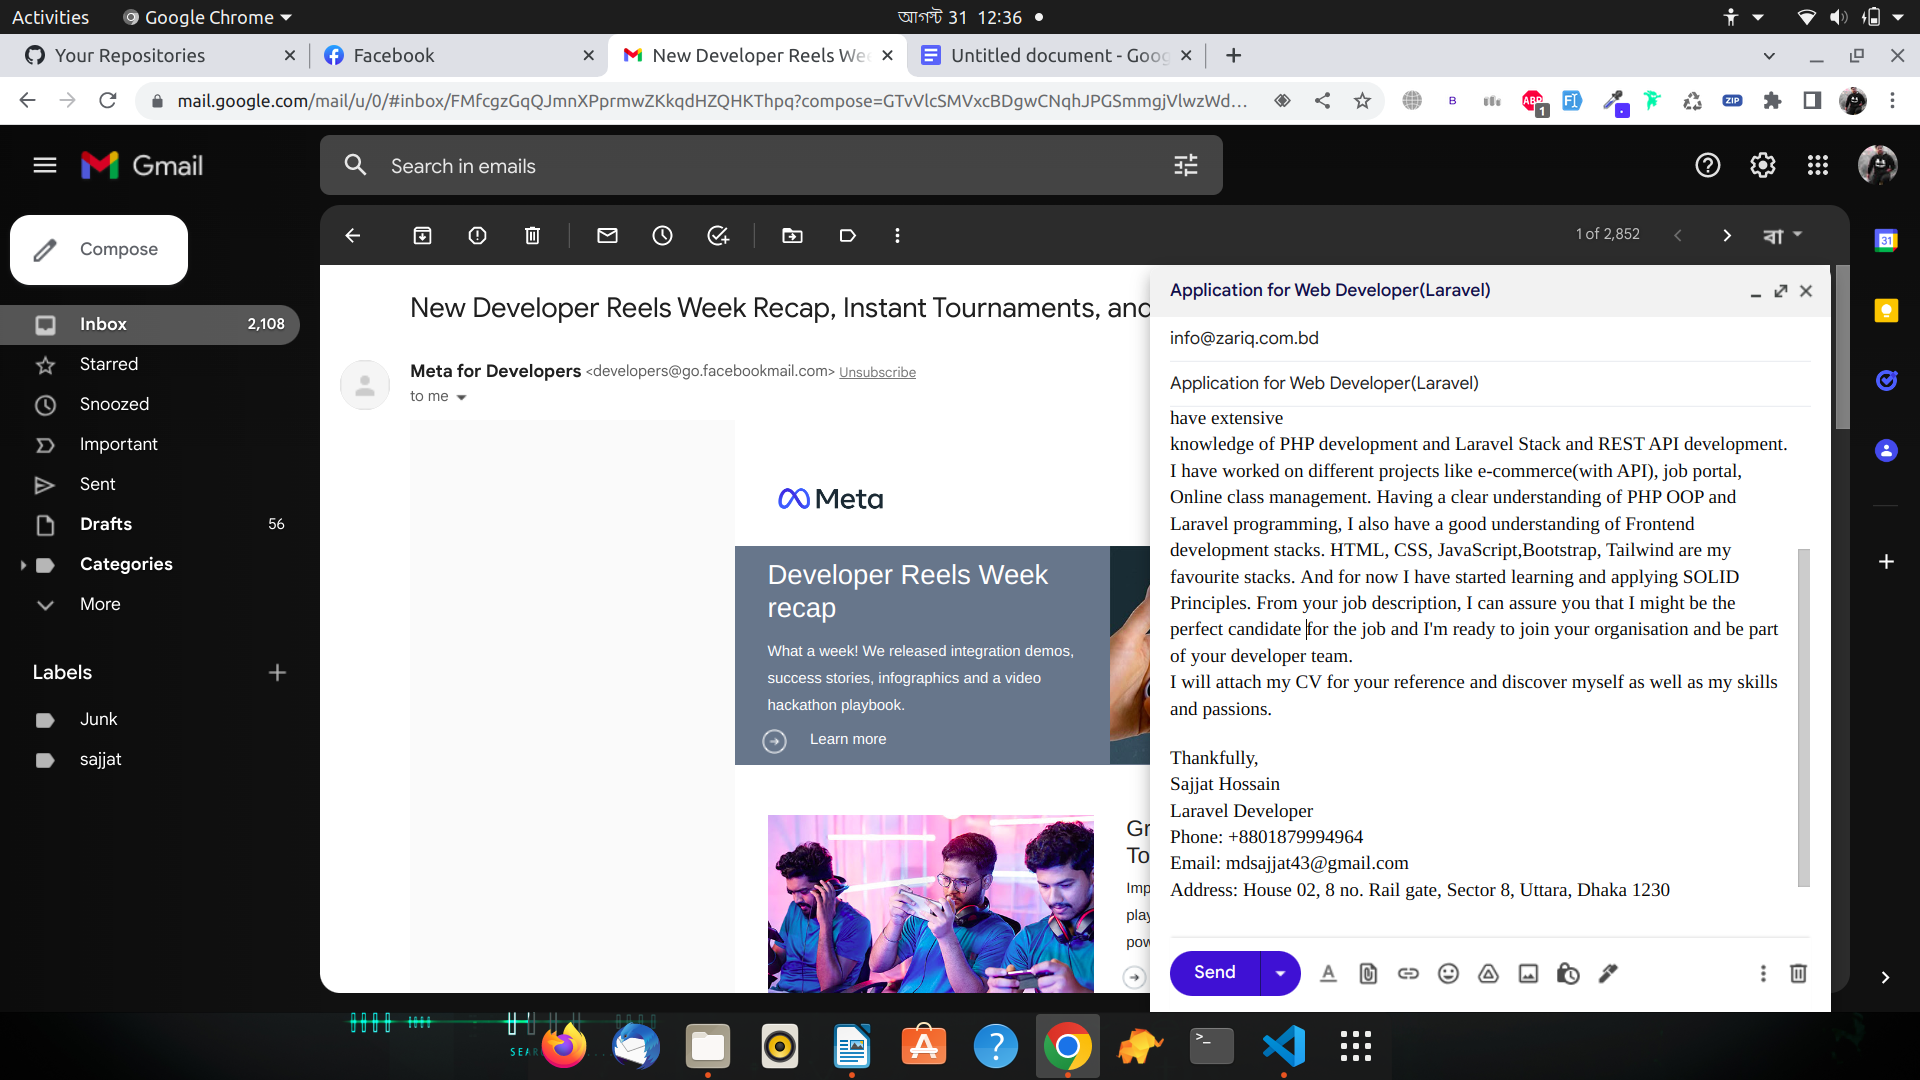 Activities
Google Chrome
আগস্ট 31 12:36
Your Repositories
Facebook
New Developer Reels Wee
Untitled document - Goog
mail.google.com/mail/u/0/#inbox/FMfcgzGqQJmnXPprmwZKkqdHZQHKThpq?compose=GTvVlcSMVxcBDgwCNqhJPGSmmgjVlwzWd...
Gmail
Search in emails
Compose
1 of 2,852
বা
Inbox 2,108
Starred
Snoozed
Important
Sent
Drafts 56
Categories
More
Labels
Junk
sajjat
New Developer Reels Week Recap, Instant Tournaments, and
Meta for Developers <developers@go.facebookmail.com> Unsubscribe
to me
Meta
Developer Reels Week
recap
What a week! We released integration demos,
success stories, infographics and a video
hackathon playbook.
Learn more
Gr
To
Imp
play
pow
Application for Web Developer(Laravel)
info@zariq.com.bd
Application for Web Developer(Laravel)
have extensive
knowledge of PHP development and Laravel Stack and REST API development.
I have worked on different projects like e-commerce(with API), job portal,
Online class management. Having a clear understanding of PHP OOP and
Laravel programming, I also have a good understanding of Frontend
development stacks. HTML, CSS, JavaScript,Bootstrap, Tailwind are my
favourite stacks. And for now I have started learning and applying SOLID
Principles. From your job description, I can assure you that I might be the
perfect candidate for the job and I'm ready to join your organisation and be part
of your developer team.
I will attach my CV for your reference and discover myself as well as my skills
and passions.
Thankfully,
Sajjat Hossain
Laravel Developer
Phone: +8801879994964
Email: mdsajjat43@gmail.com
Address: House 02, 8 no. Rail gate, Sector 8, Uttara, Dhaka 1230
Send